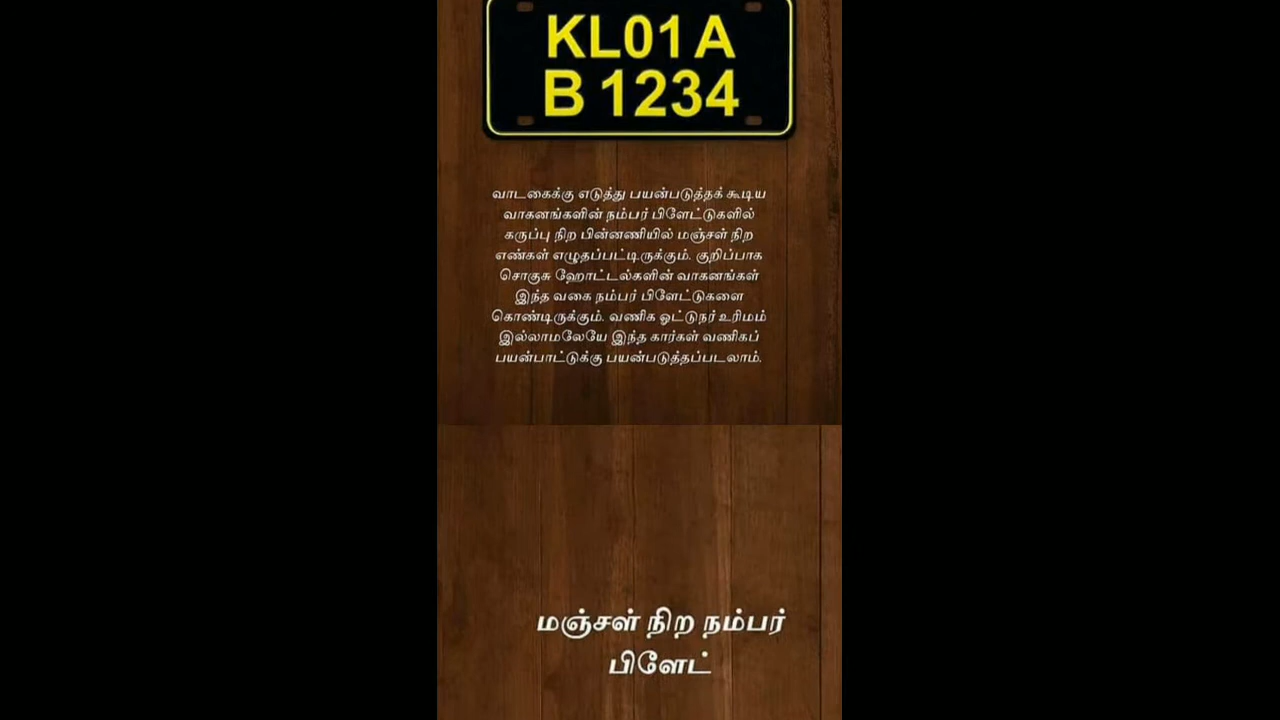 KL01A
B 1234
வாடகைக்கு எடுத்து பயன்படுத்தக் கூடிய
வாகனங்களின் நம்பர் பிளேட்டுகளில்
கருப்பு நிற பின்னணியில் மஞ்சள் நிற
எண்கள் எழுதப்பட்டிருக்கும். குறிப்பாக
சொகுசு ஹோட்டல்களின் வாகனங்கள்
இந்த வகை நம்பர் பிளேட்டுகளை
கொண்டிருக்கும். வணிக ஓட்டுநர் உரிமம்
இல்லாமலேயே இந்த கார்கள் வணிகப்
பயன்பாட்டுக்கு பயன்படுத்தப்படலாம்.
மஞ்சள் நிற நம்பர்
பிளேட்